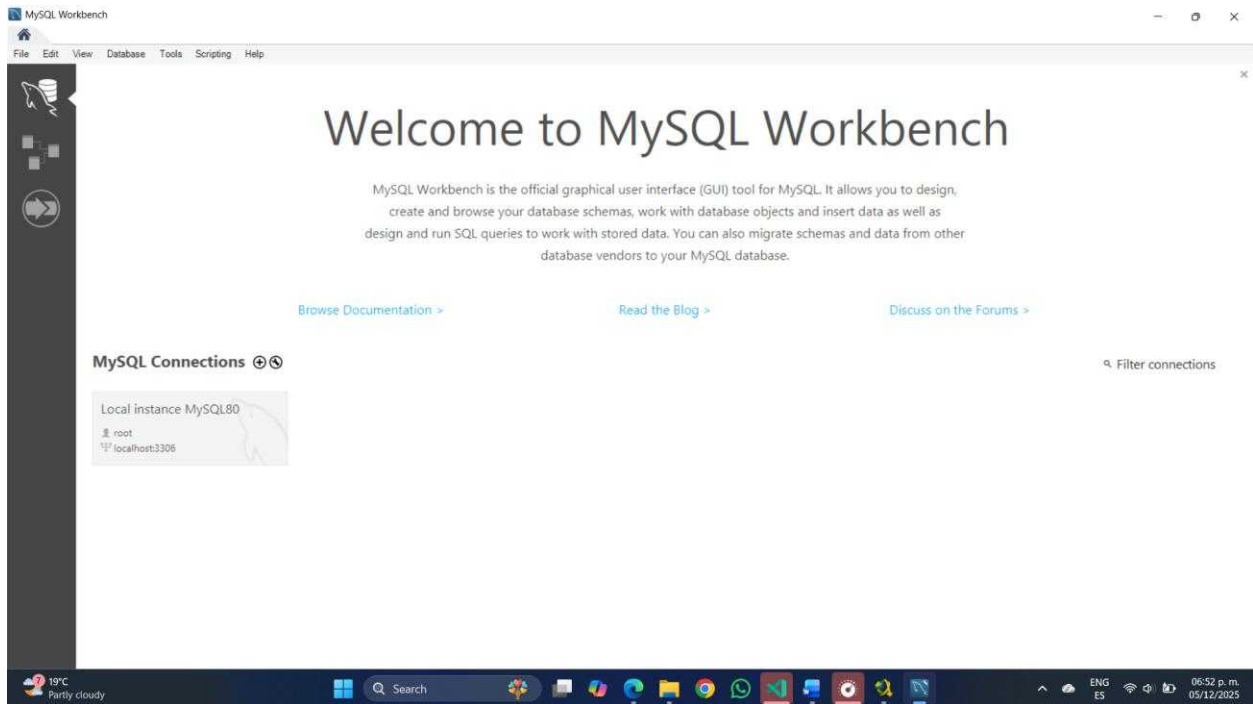 MySQL Workbench
File Edit View Database Tools Scripting Help
Welcome to MySQL Workbench
MySQL Workbench is the official graphical user interface (GUI) tool for MySQL. It allows you to design,
create and browse your database schemas, work with database objects and insert data as well as
design and run SQL queries to work with stored data. You can also migrate schemas and data from other
database vendors to your MySQL database.
Browse Documentation > Read the Blog > Discuss on the Forums >
MySQL Connections Filter connections
Local instance MySQL80
root
localhost:3306
7 19°C
Partly cloudy
Search
ENG
ES
06:52 p. m.
05/12/2025